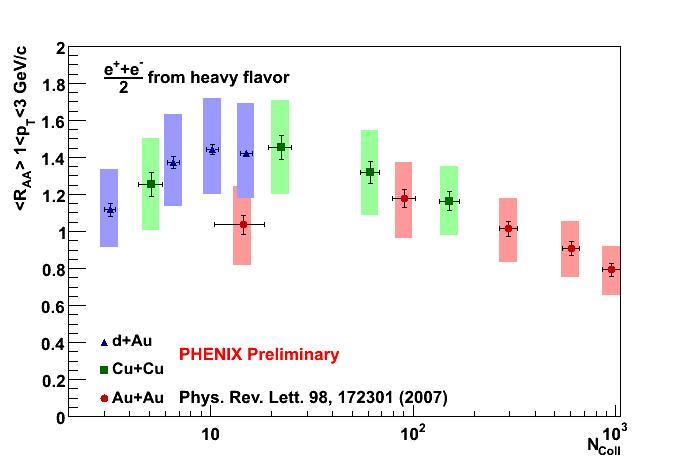 <R_AA> 1<p_T<3 GeV/c
2
1.8
1.6
1.4
1.2
1
0.8
0.6
0.4
0.2
0
e⁺+e⁻
2
from heavy flavor
d+Au
PHENIX Preliminary
Cu+Cu
Au+Au Phys. Rev. Lett. 98, 172301 (2007)
10 10² 10³
N_Coll